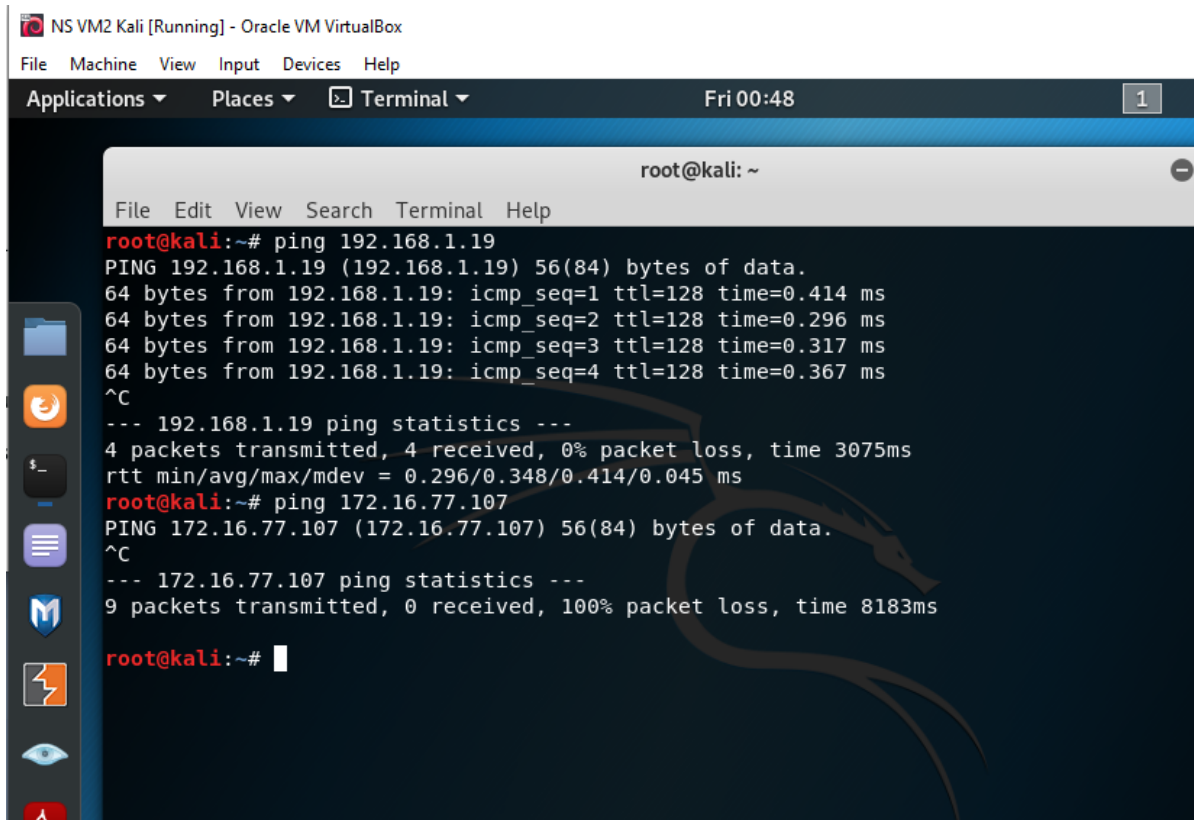 NS VM2 Kali [Running] - Oracle VM VirtualBox
File Machine View Input Devices Help
Applications Places Terminal Fri 00:48 1
root@kali: ~
File Edit View Search Terminal Help
root@kali:~# ping 192.168.1.19
PING 192.168.1.19 (192.168.1.19) 56(84) bytes of data.
64 bytes from 192.168.1.19: icmp_seq=1 ttl=128 time=0.414 ms
64 bytes from 192.168.1.19: icmp_seq=2 ttl=128 time=0.296 ms
64 bytes from 192.168.1.19: icmp_seq=3 ttl=128 time=0.317 ms
64 bytes from 192.168.1.19: icmp_seq=4 ttl=128 time=0.367 ms
^C
--- 192.168.1.19 ping statistics ---
4 packets transmitted, 4 received, 0% packet loss, time 3075ms
rtt min/avg/max/mdev = 0.296/0.348/0.414/0.045 ms
root@kali:~# ping 172.16.77.107
PING 172.16.77.107 (172.16.77.107) 56(84) bytes of data.
^C
--- 172.16.77.107 ping statistics ---
9 packets transmitted, 0 received, 100% packet loss, time 8183ms
root@kali:~#
$_